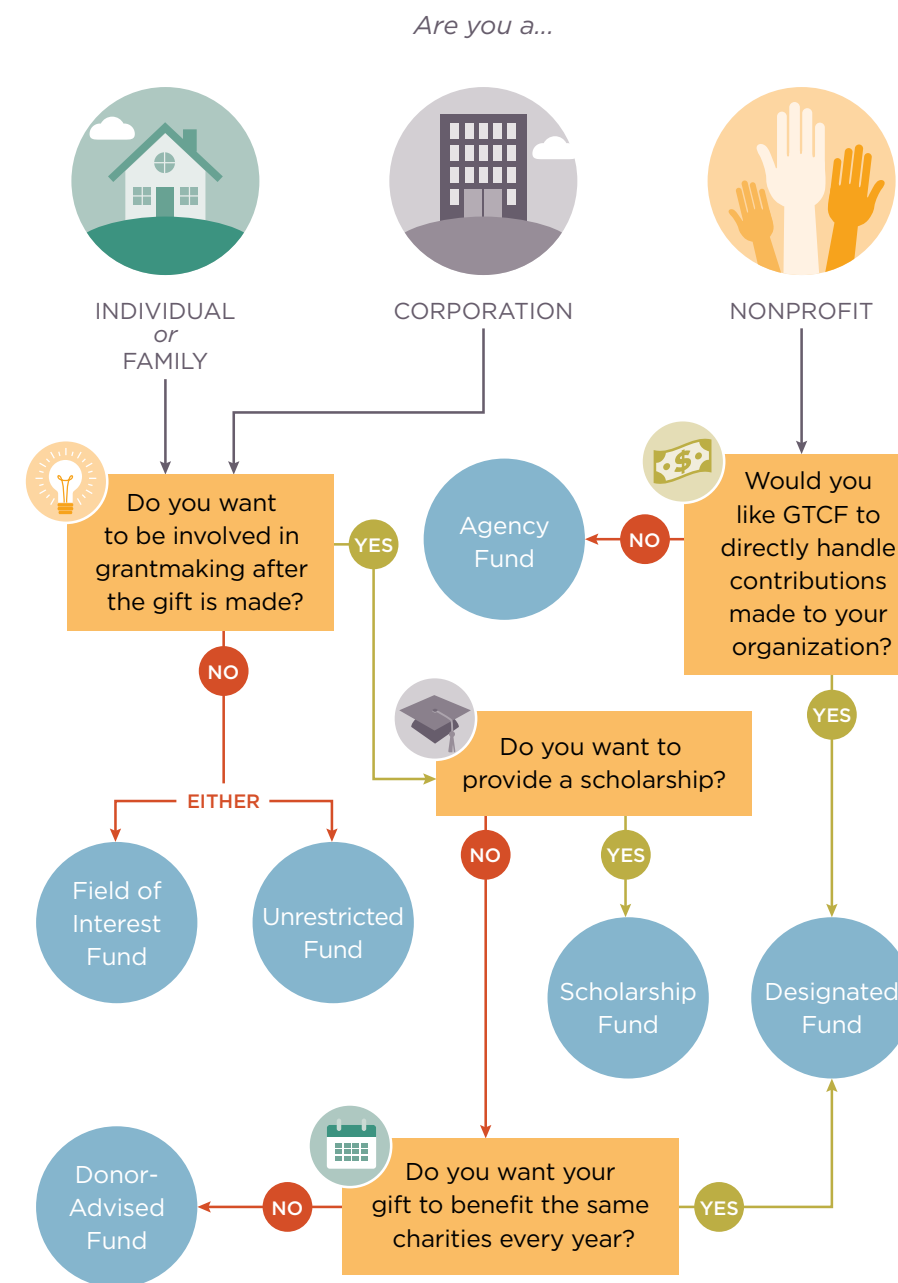 Are you a...
INDIVIDUAL
or
FAMILY
CORPORATION
NONPROFIT
Do you want
to be involved in
grantmaking after
the gift is made?
YES
Agency
Fund
NO
Would you
like GTCF to
directly handle
contributions
made to your
organization?
NO
YES
Do you want to
provide a scholarship?
EITHER
NO
YES
Field of
Interest
Fund
Unrestricted
Fund
Scholarship
Fund
Designated
Fund
Donor-
Advised
Fund
NO
Do you want your
gift to benefit the same
charities every year?
YES